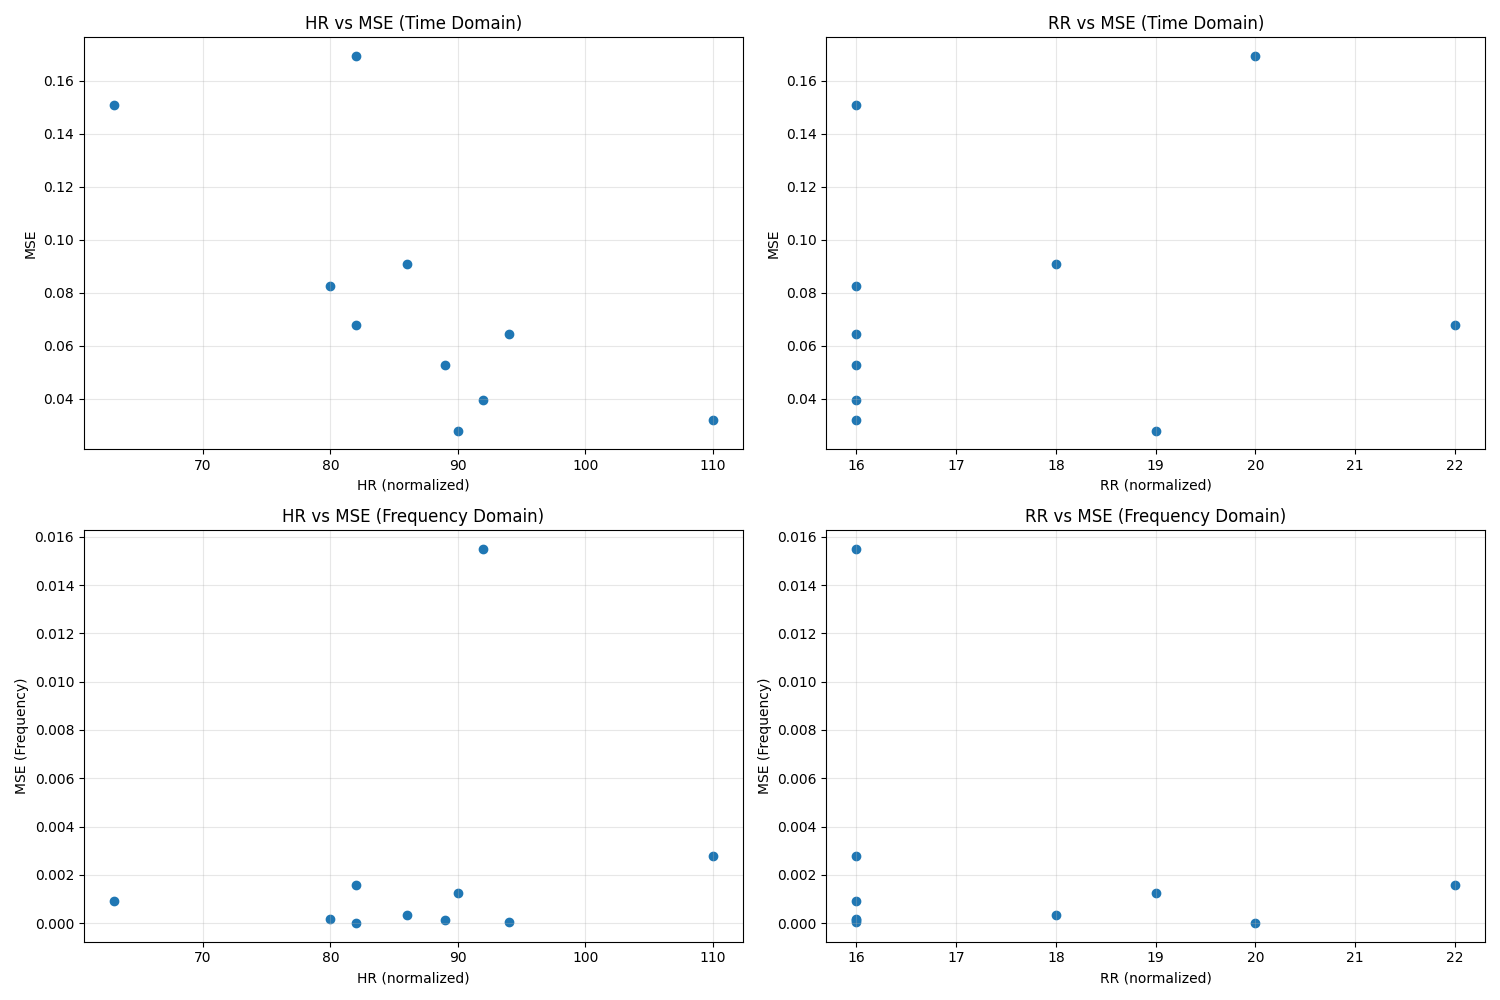 HR vs MSE (Time Domain)
MSE
0.16
0.14
0.12
0.10
0.08
0.06
0.04
70 80 90 100 110
HR (normalized)
RR vs MSE (Time Domain)
MSE
0.16
0.14
0.12
0.10
0.08
0.06
0.04
16 17 18 19 20 21 22
RR (normalized)
HR vs MSE (Frequency Domain)
MSE (Frequency)
0.016
0.014
0.012
0.010
0.008
0.006
0.004
0.002
0.000
70 80 90 100 110
HR (normalized)
RR vs MSE (Frequency Domain)
MSE (Frequency)
0.016
0.014
0.012
0.010
0.008
0.006
0.004
0.002
0.000
16 17 18 19 20 21 22
RR (normalized)